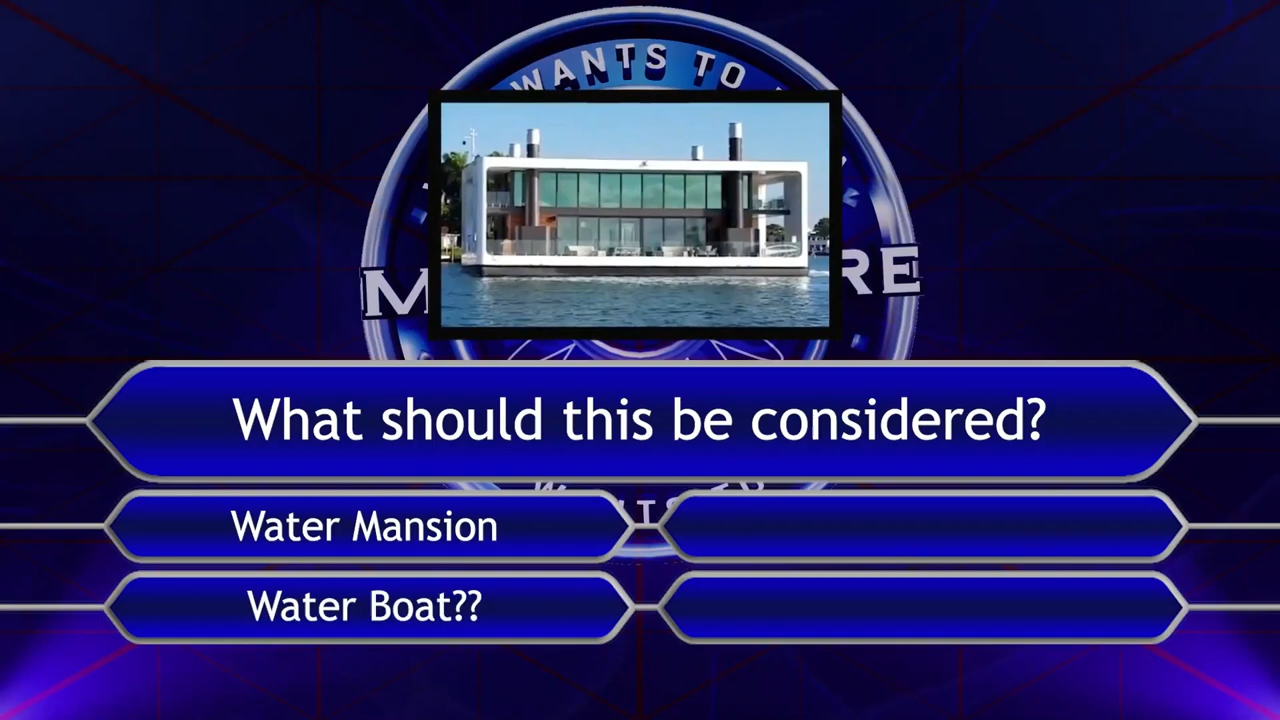 WANTS TO
M RE
What should this be considered?
Water Mansion
Water Boat??